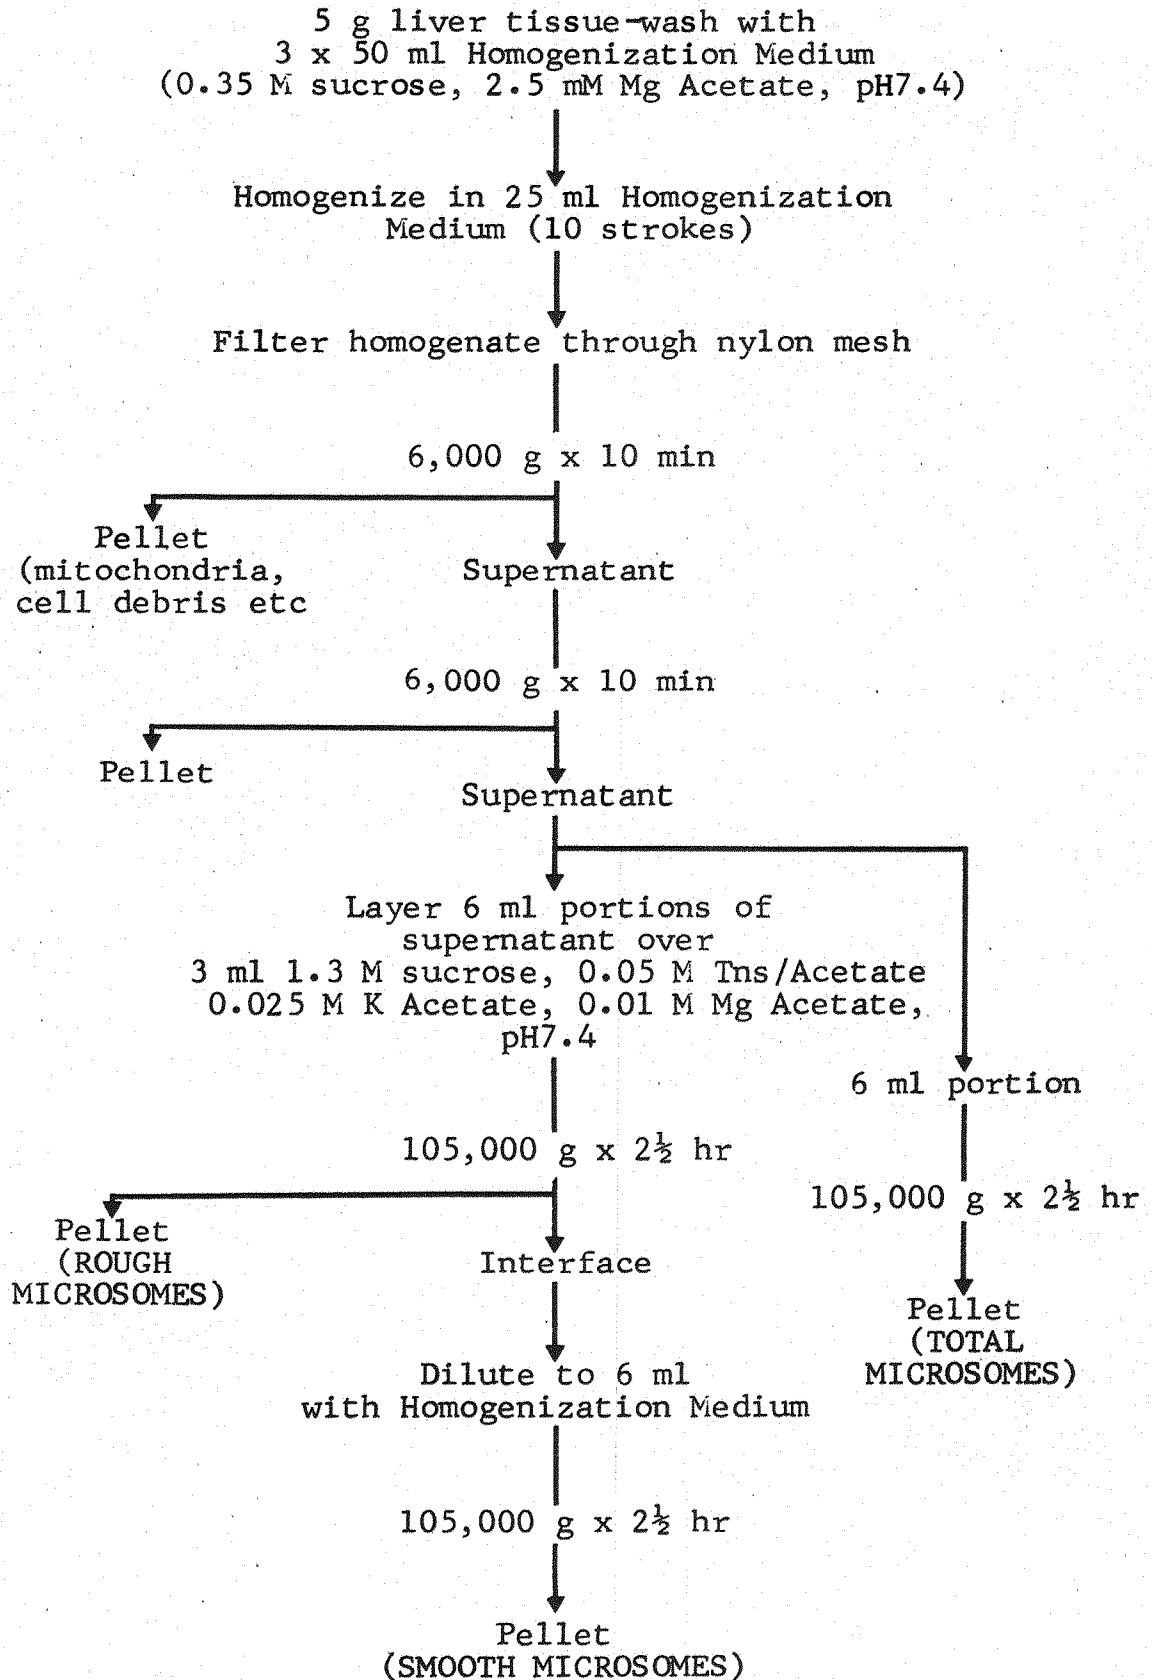 5 g liver tissue-wash with
3 x 50 ml Homogenization Medium
(0.35 M sucrose, 2.5 mM Mg Acetate, pH7.4)
Homogenize in 25 ml Homogenization
Medium (10 strokes)
Filter homogenate through nylon mesh
6,000 g x 10 min
Pellet
(mitochondria,
cell debris etc
Supernatant
6,000 g x 10 min
Pellet
Supernatant
Layer 6 ml portions of
supernatant over
3 ml 1.3 M sucrose, 0.05 M Tns/Acetate
0.025 M K Acetate, 0.01 M Mg Acetate,
pH7.4
6 ml portion
105,000 g x 2½ hr
105,000 g x 2½ hr
Pellet
(ROUGH
MICROSOMES)
Interface
Pellet
(TOTAL
MICROSOMES)
Dilute to 6 ml
with Homogenization Medium
105,000 g x 2½ hr
Pellet
(SMOOTH MICROSOMES)